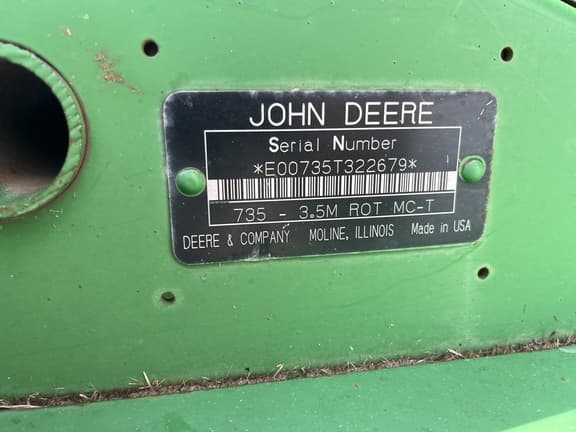 JOHN DEERE
Serial Number
*E00735T322679*
735 - 3.5M ROT MC-T
DEERE & COMPANY MOLINE, ILLINOIS Made in USA